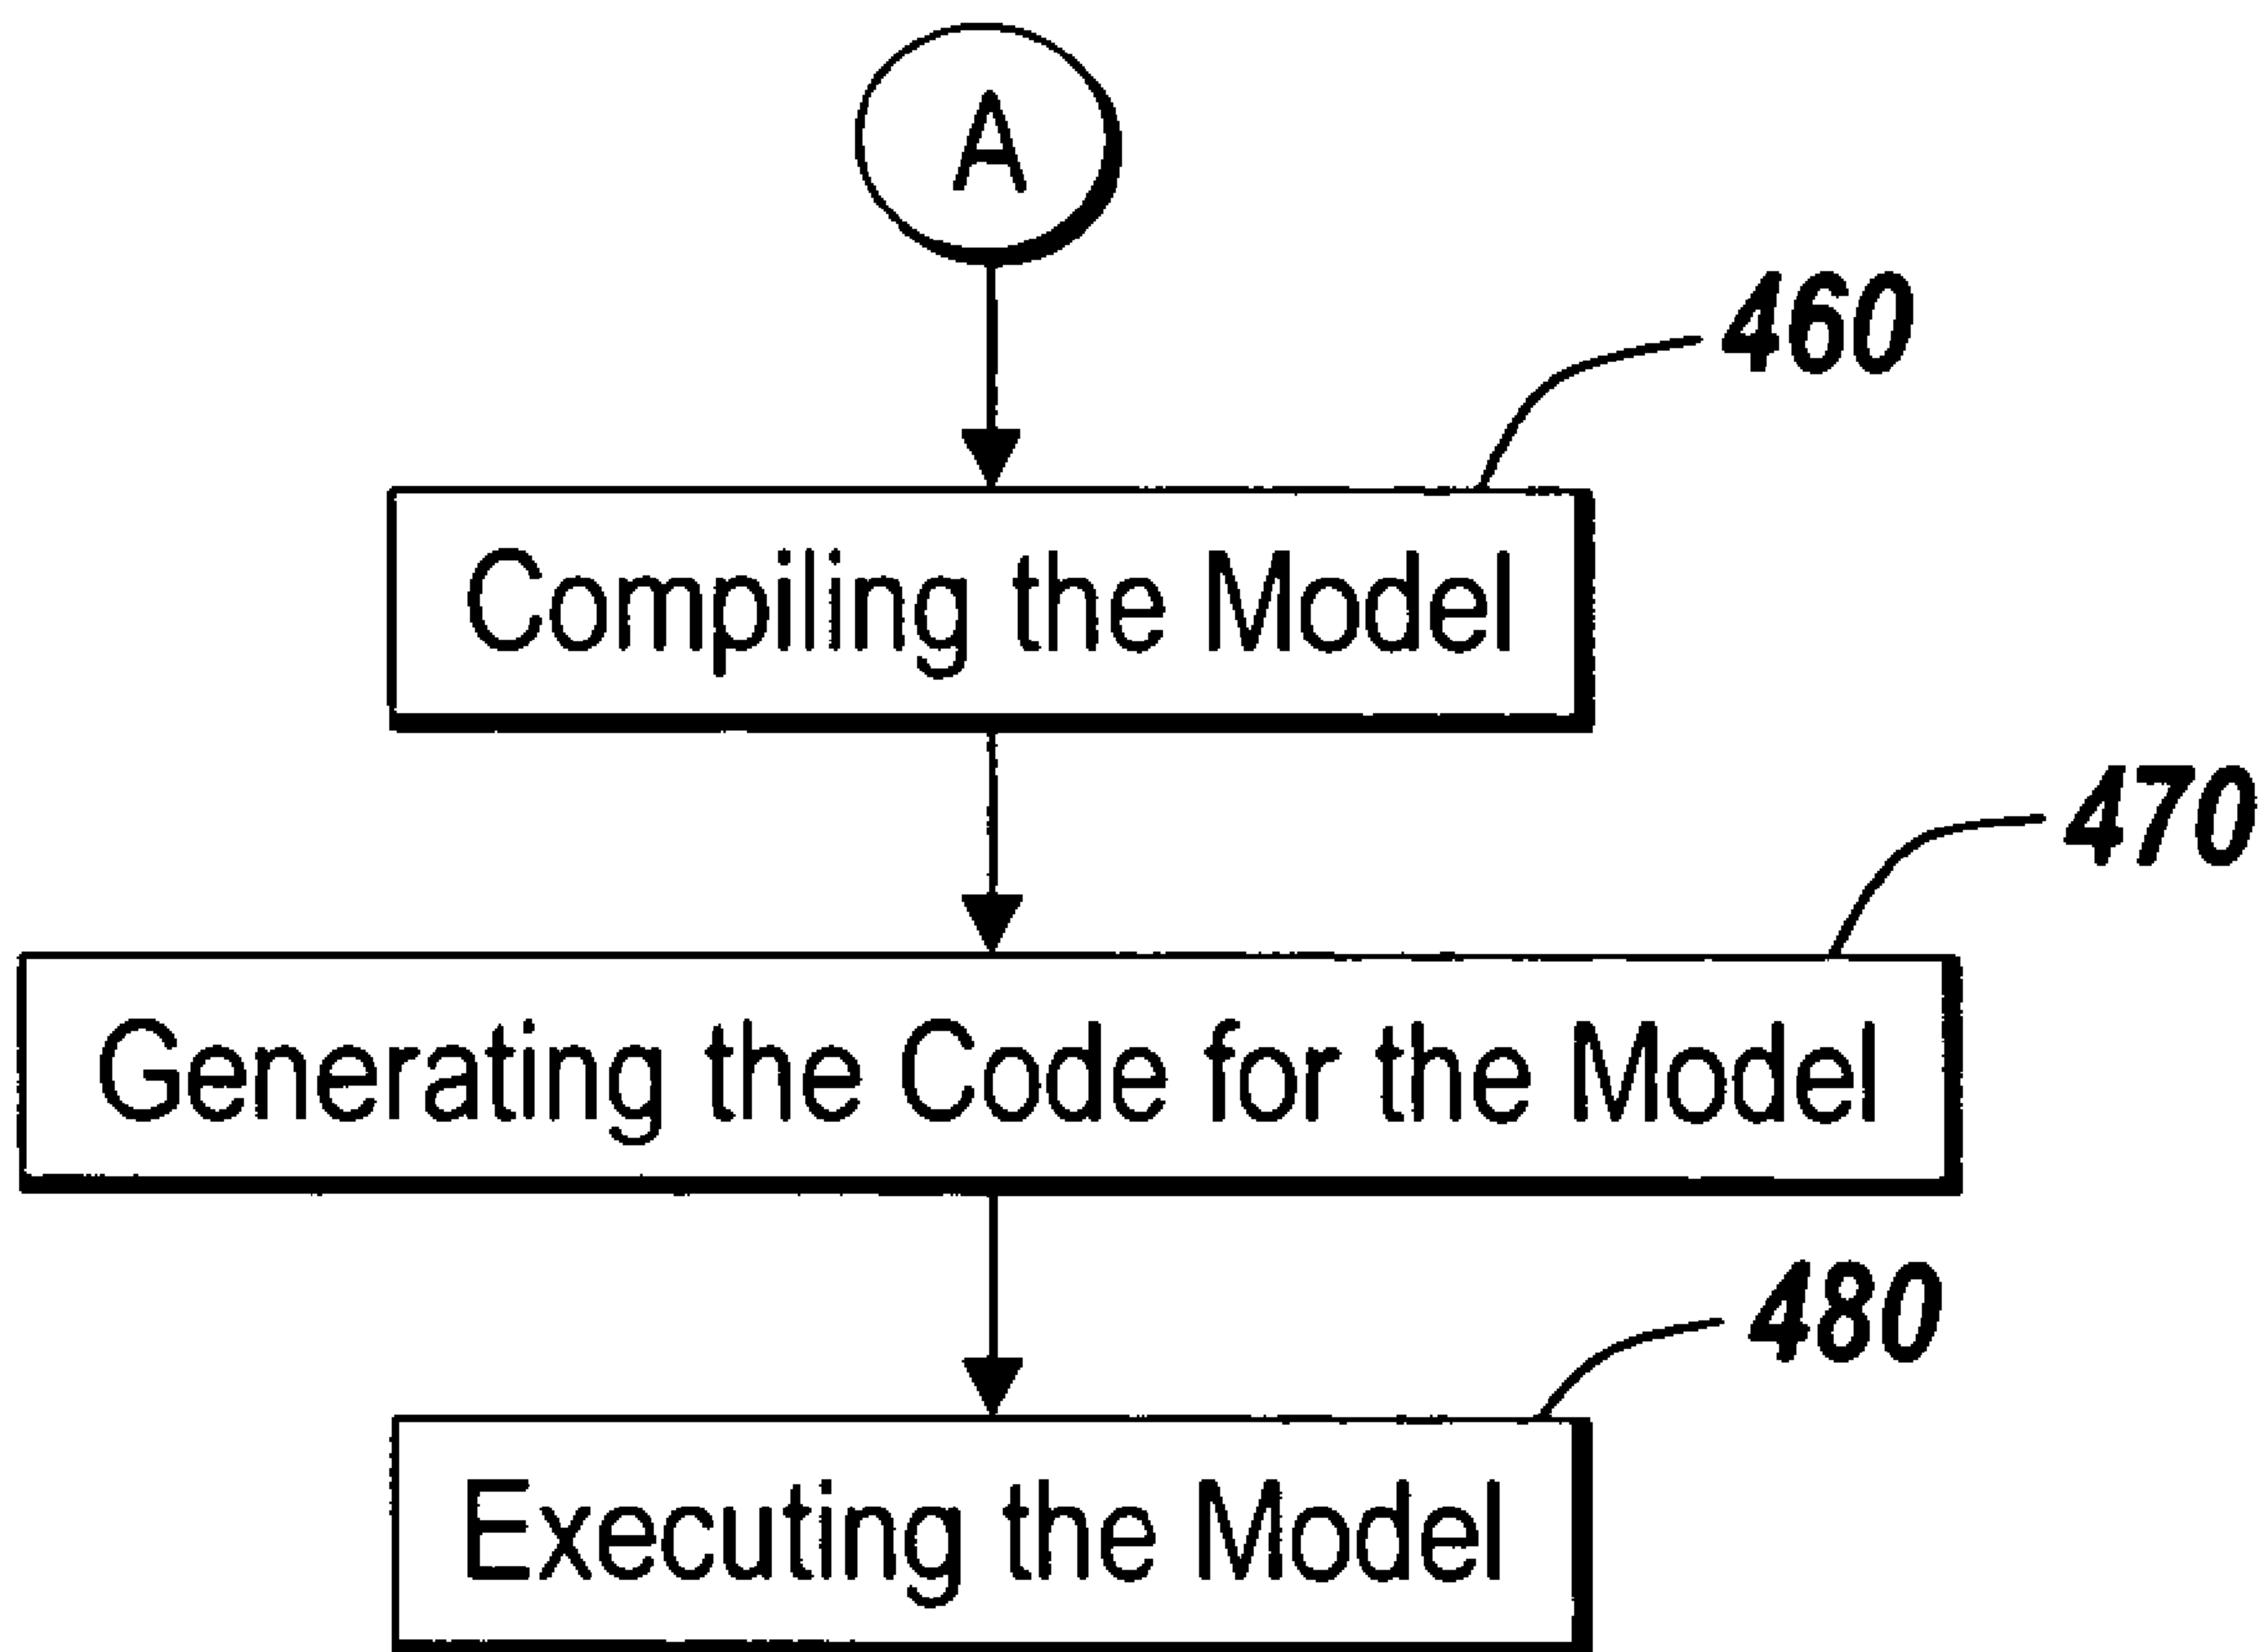 A
460
Compiling the Model
470
Generating the Code for the Model
480
Executing the Model